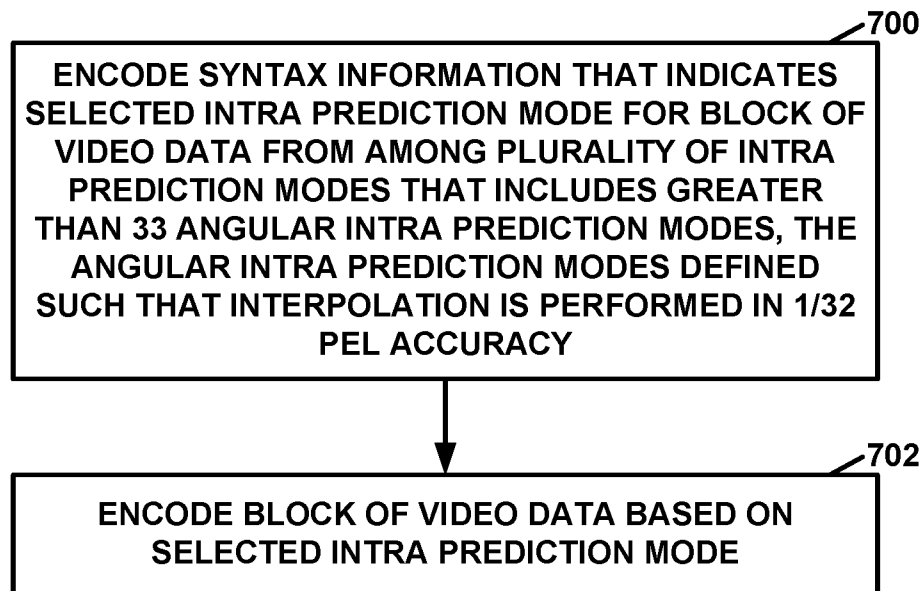 700
ENCODE SYNTAX INFORMATION THAT INDICATES
SELECTED INTRA PREDICTION MODE FOR BLOCK OF
VIDEO DATA FROM AMONG PLURALITY OF INTRA
PREDICTION MODES THAT INCLUDES GREATER
THAN 33 ANGULAR INTRA PREDICTION MODES, THE
ANGULAR INTRA PREDICTION MODES DEFINED
SUCH THAT INTERPOLATION IS PERFORMED IN 1/32
PEL ACCURACY
702
ENCODE BLOCK OF VIDEO DATA BASED ON
SELECTED INTRA PREDICTION MODE